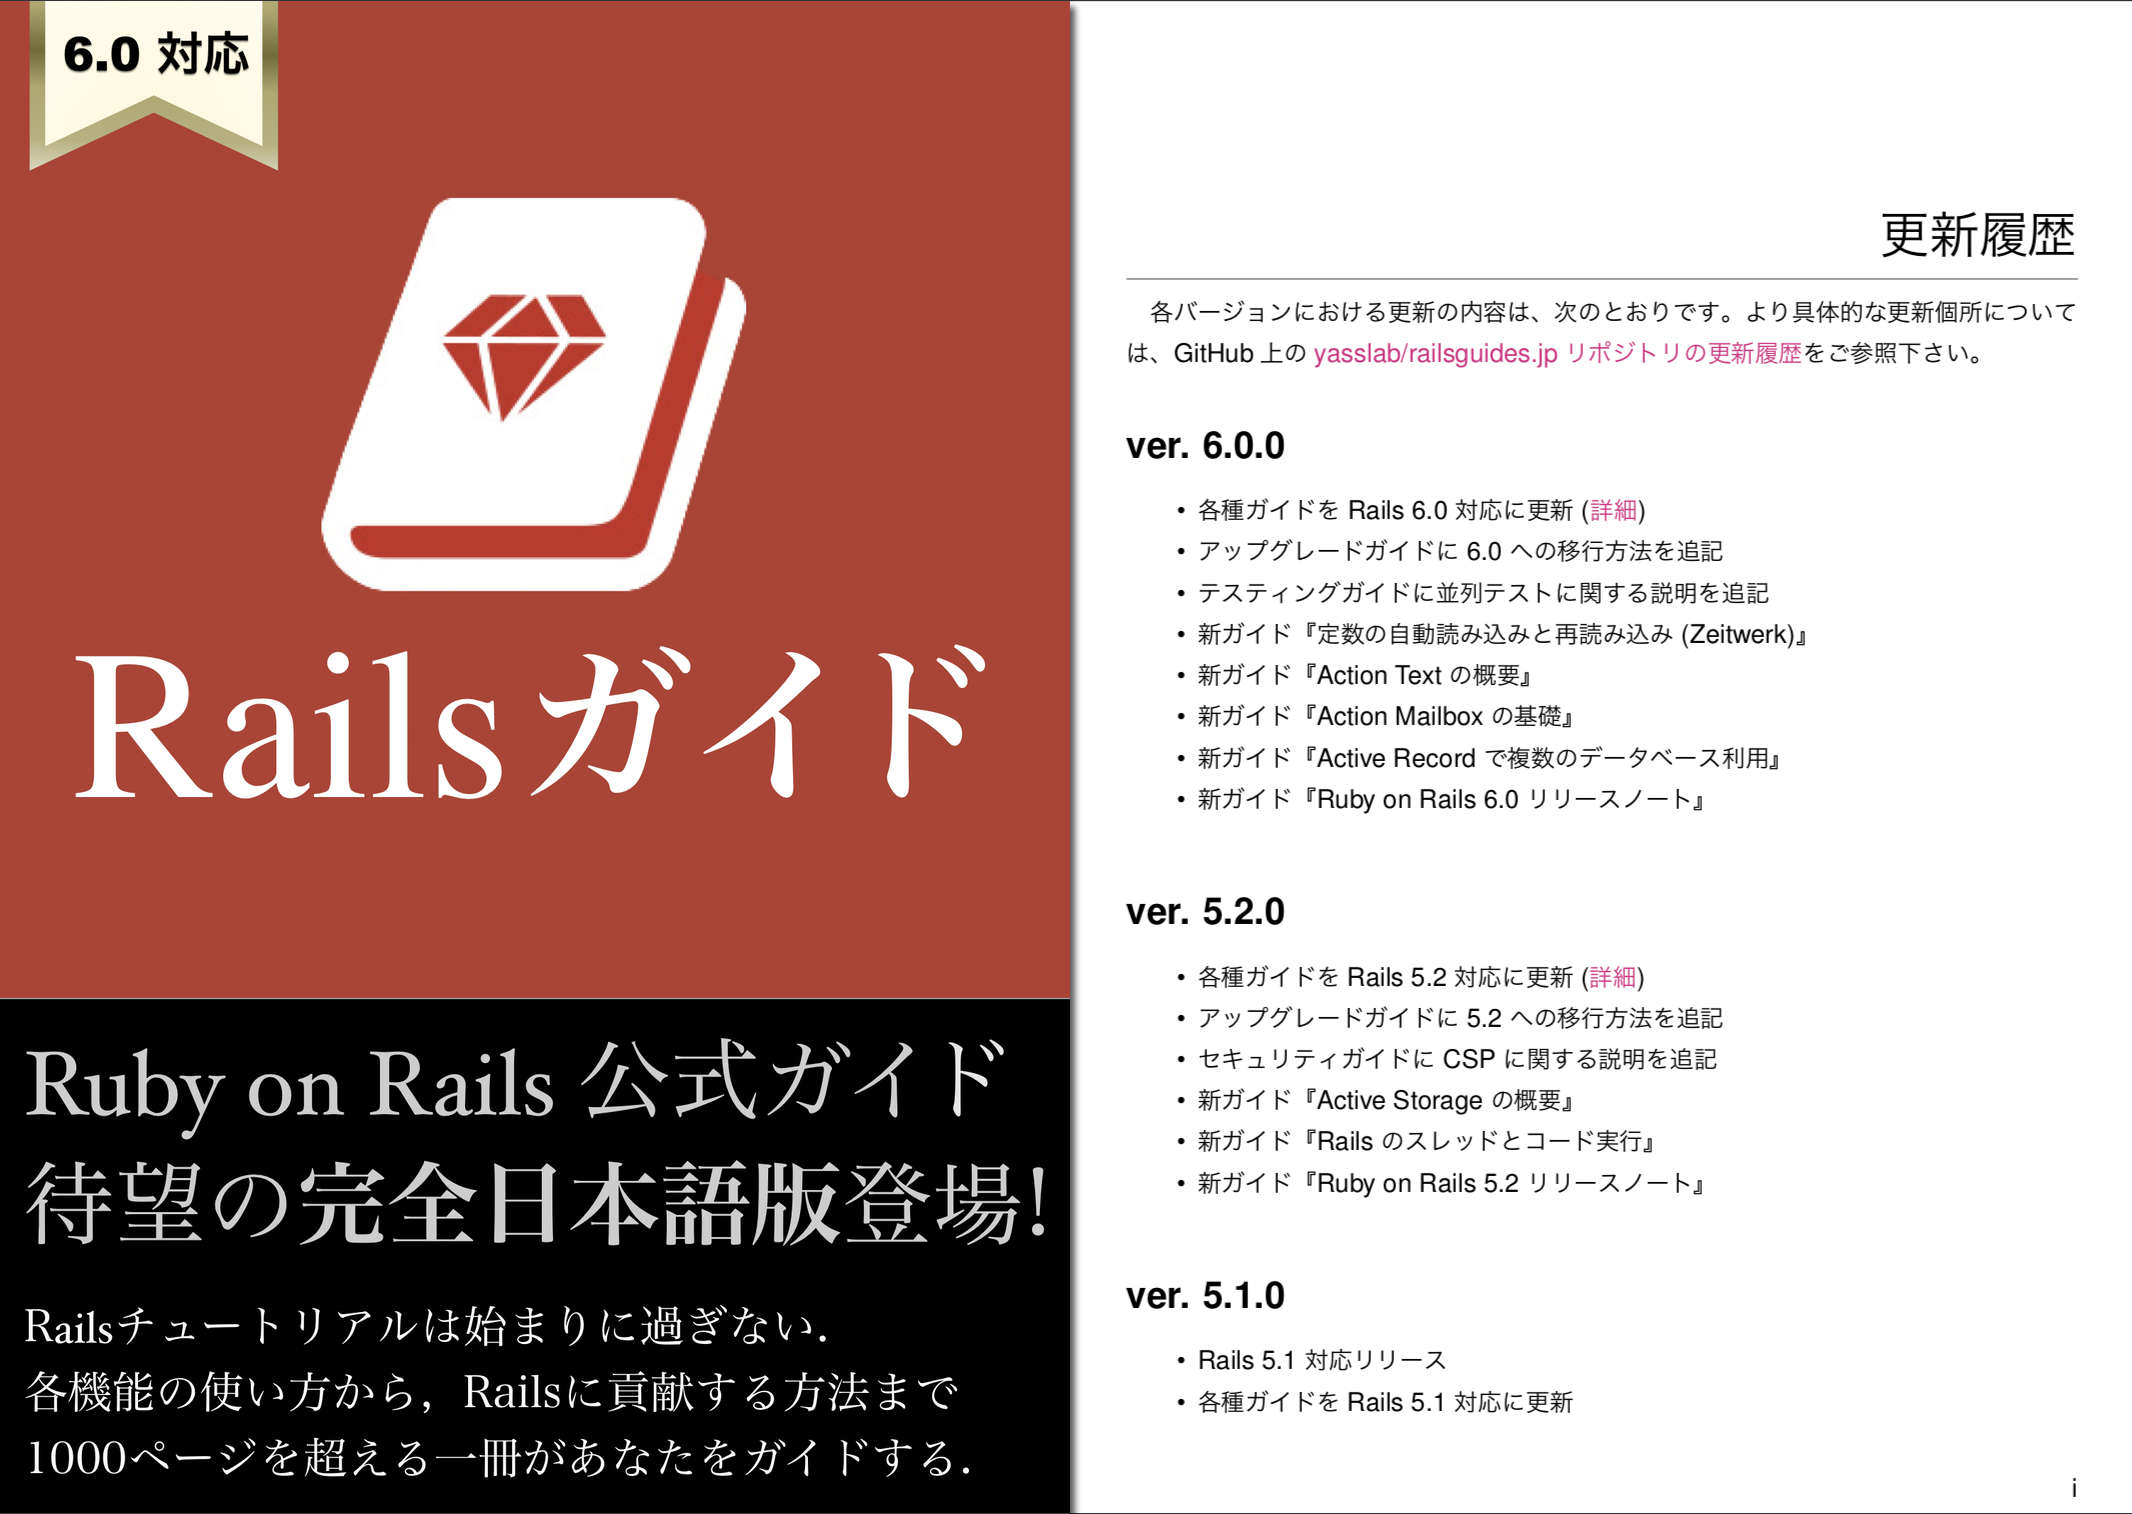 6.0 対応
Railsガイド
Ruby on Rails 公式ガイド
待望の完全日本語版登場!
Railsチュートリアルは始まりに過ぎない.
各機能の使い方から，Railsに貢献する方法まで
1000ページを超える一冊があなたをガイドする.
更新履歴
各バージョンにおける更新の内容は、次のとおりです。より具体的な更新個所について
は、GitHub 上の yasslab/railsguides.jp リポジトリの更新履歴をご参照下さい。
ver. 6.0.0
• 各種ガイドを Rails 6.0 対応に更新 (詳細)
• アップグレードガイドに 6.0 への移行方法を追記
• テスティングガイドに並列テストに関する説明を追記
• 新ガイド『定数の自動読み込みと再読み込み (Zeitwerk)』
• 新ガイド『Action Text の概要』
• 新ガイド『Action Mailbox の基礎』
• 新ガイド『Active Record で複数のデータベース利用』
• 新ガイド『Ruby on Rails 6.0 リリースノート』
ver. 5.2.0
• 各種ガイドを Rails 5.2 対応に更新 (詳細)
• アップグレードガイドに 5.2 への移行方法を追記
• セキュリティガイドに CSP に関する説明を追記
• 新ガイド『Active Storage の概要』
• 新ガイド『Rails のスレッドとコード実行』
• 新ガイド『Ruby on Rails 5.2 リリースノート』
ver. 5.1.0
• Rails 5.1 対応リリース
• 各種ガイドを Rails 5.1 対応に更新
i